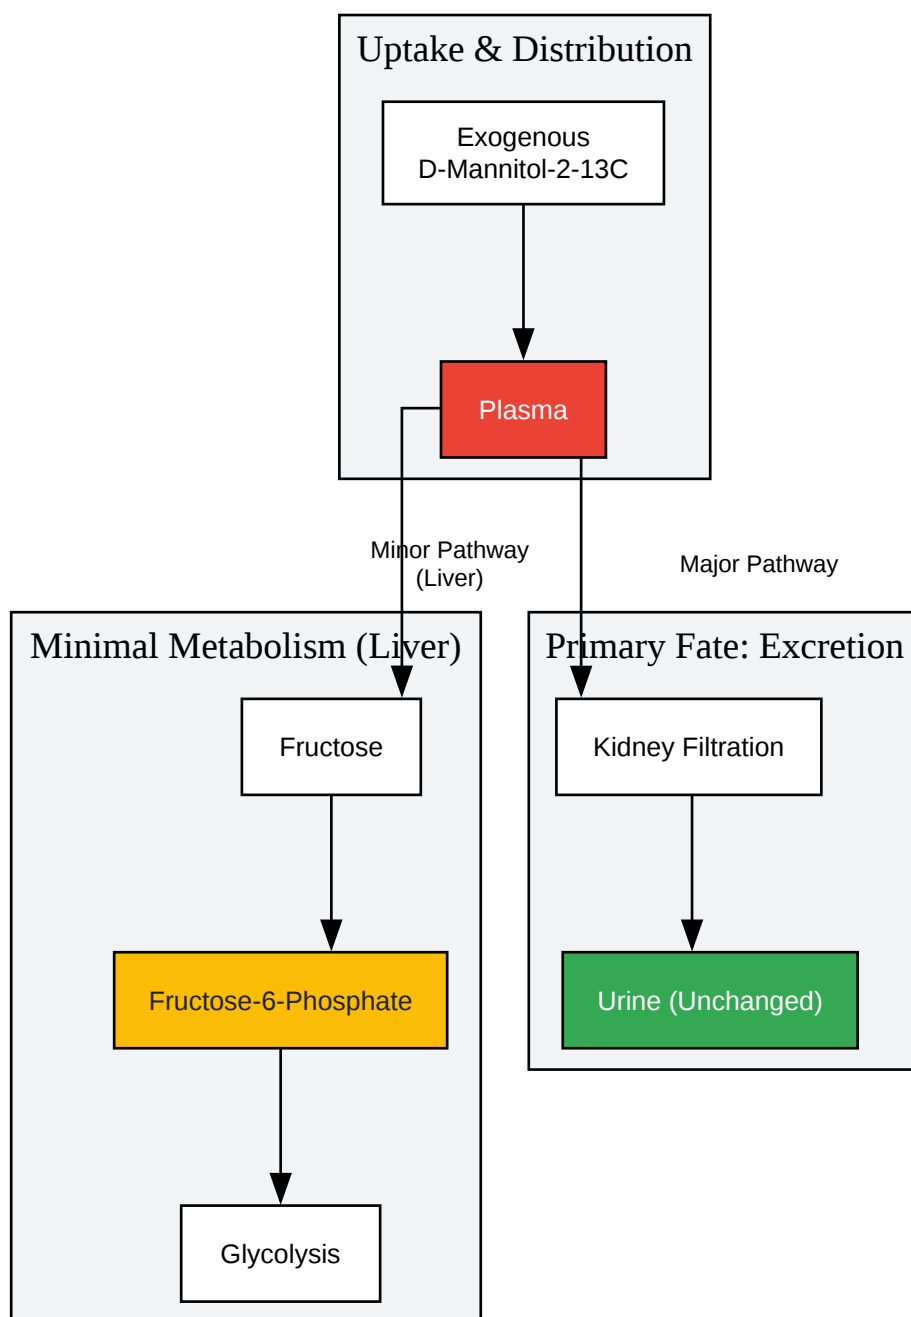 Uptake & Distribution
Exogenous
D-Mannitol-2-13C
Plasma
Minor Pathway
(Liver)
Major Pathway
Minimal Metabolism (Liver)
Primary Fate: Excretion
Fructose
Kidney Filtration
Fructose-6-Phosphate
Urine (Unchanged)
Glycolysis